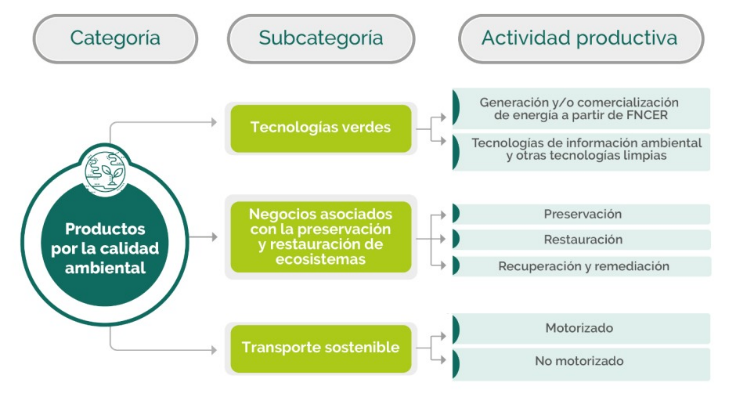 Categoría
Subcategoría
Actividad productiva
Productos
por la calidad
ambiental
Tecnologías verdes
Generación y/o comercialización
de energía a partir de FNCER
Tecnologías de información ambiental
y otras tecnologías limpias
Negocios asociados
con la preservación
y restauración de
ecosistemas
Preservación
Restauración
Recuperación y remediación
Transporte sostenible
Motorizado
No motorizado